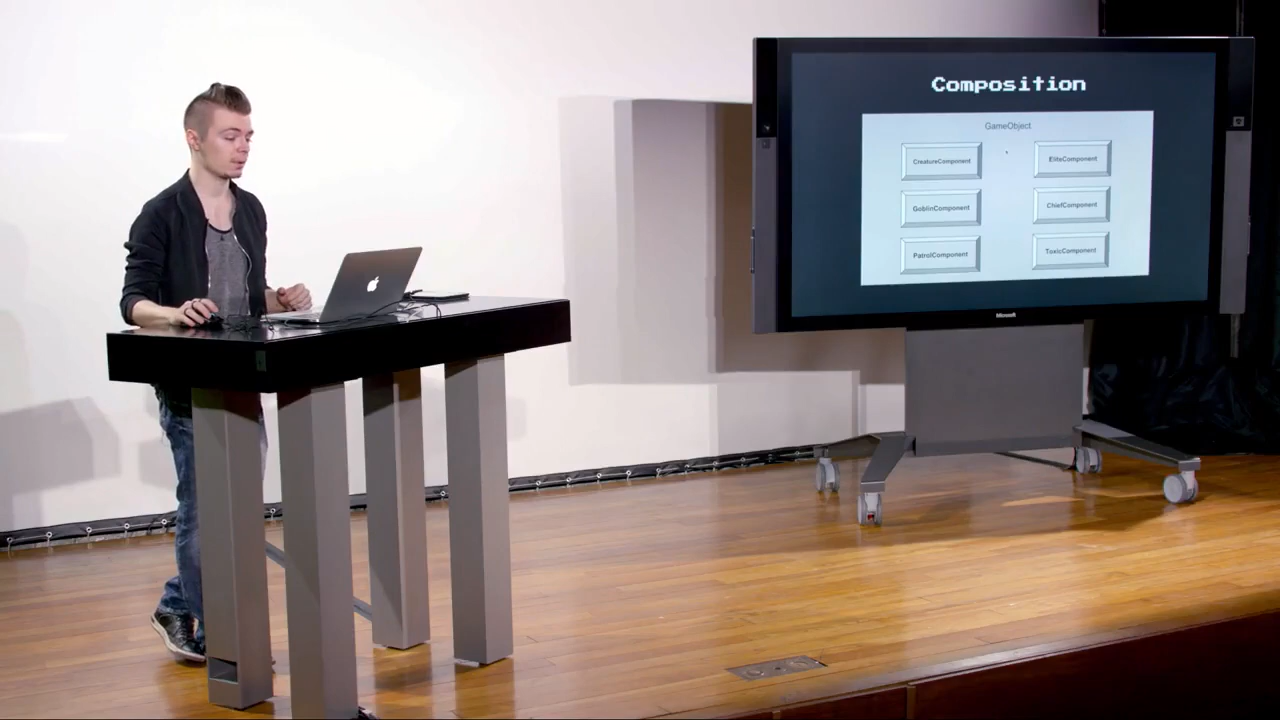 Composition
GameObject
CreatureComponent
EliteComponent
GoblinComponent
ChiefComponent
PatrolComponent
ToxicComponent
Microsoft